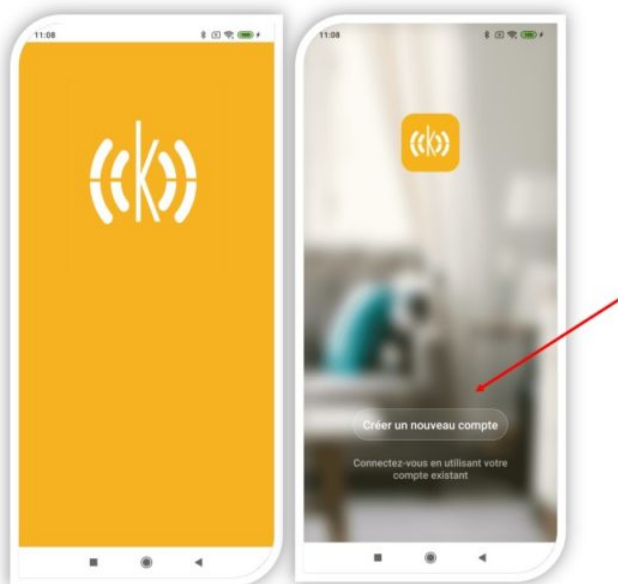 11:08
k
11:08
k
Créer un nouveau compte
Connectez-vous en utilisant votre
compte existant